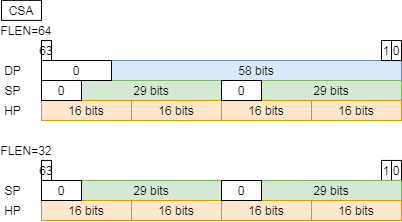 CSA
FLEN=64
63 1 0
DP 0 58 bits
SP 0 29 bits 0 29 bits
HP 16 bits 16 bits 16 bits 16 bits
FLEN=32
63 1 0
SP 0 29 bits 0 29 bits
HP 16 bits 16 bits 16 bits 16 bits